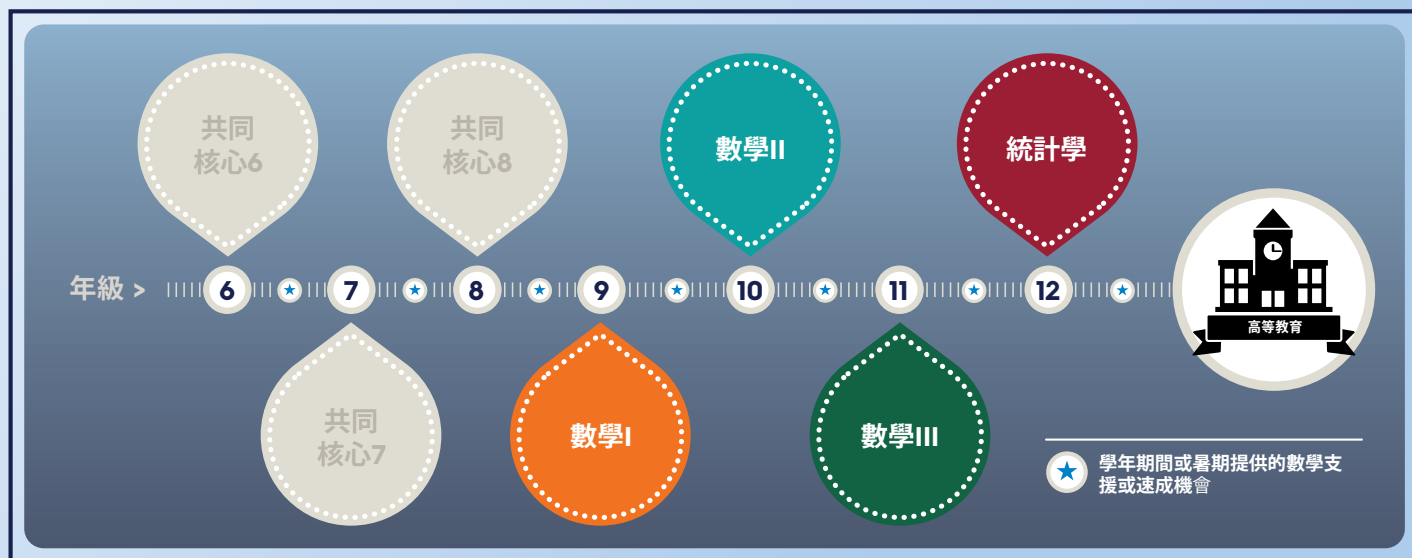 共同
核心6
共同
核心8
數學II
統計學
年級 >
6
7
8
9
10
11
12
高等教育
共同
核心7
數學I
數學III
學年期間或暑期提供的數學支
援或速成機會